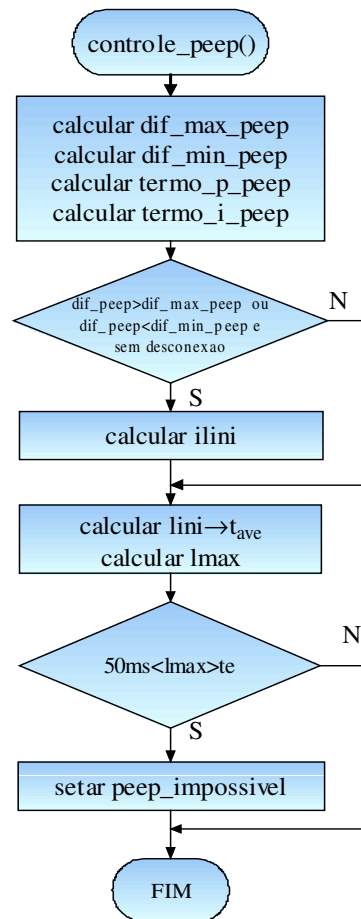 controle_peep()
calcular dif_max_peep
calcular dif_min_peep
calcular termo_p_peep
calcular termo_i_peep
dif_peep>dif_max_peep ou
dif_peep<dif_min_peep e
sem desconexao
N
S
calcular ilini
calcular lini→t_ave
calcular lmax
50ms<lmax>te
N
S
setar peep_impossivel
FIM